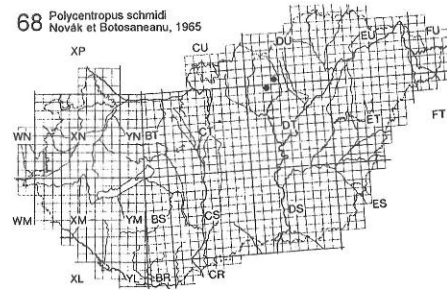 68 Polycentropus schmidi
Novák et Botosaneanu, 1965
XP CU DU EU FU
WN XN YN BT CT DT ET FT
WM XM YM BS CS DS ES
XL YL BR CR